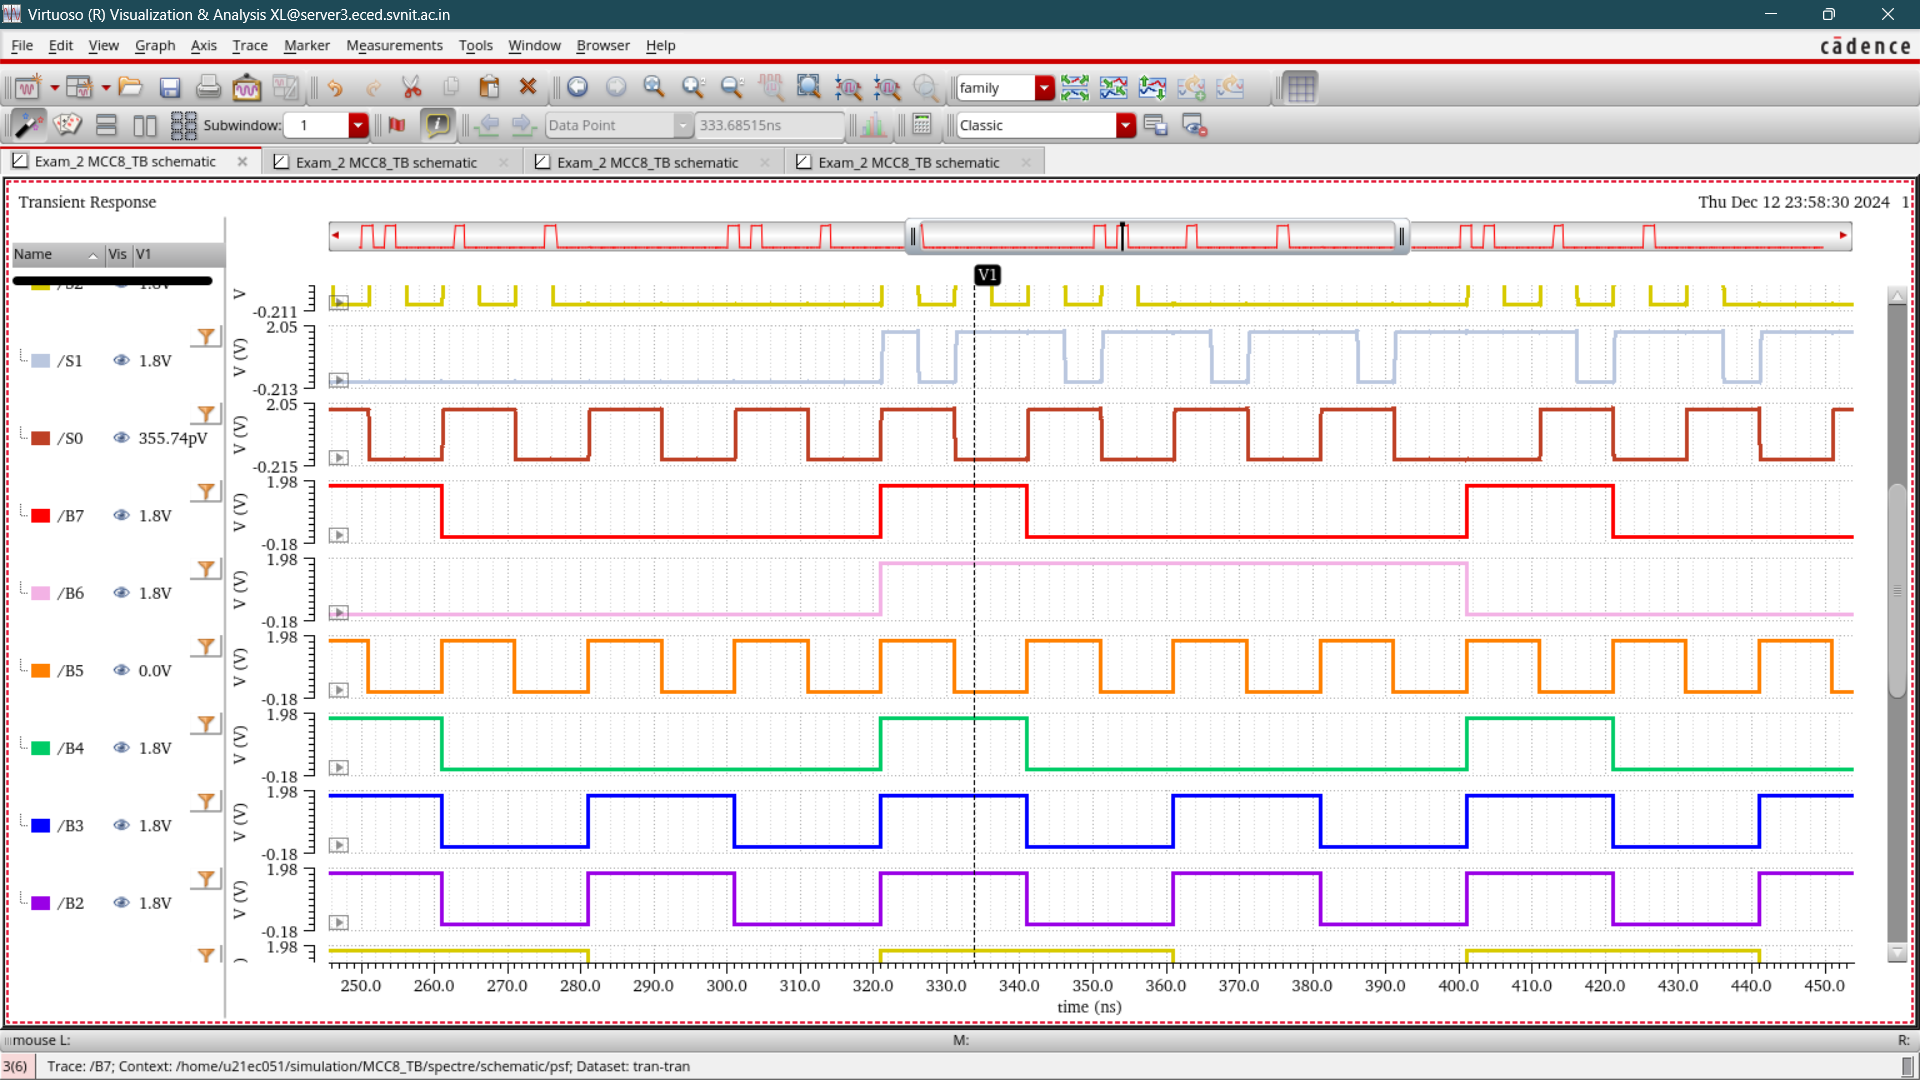 Virtuoso (R) Visualization & Analysis XL@server3.eced.svnit.ac.in
File Edit View Graph Axis Trace Marker Measurements Tools Window Browser Help
cādence
family
Subwindow: 1
Data Point
333.68515ns
Classic
Exam_2 MCC8_TB schematic
Exam_2 MCC8_TB schematic
Exam_2 MCC8_TB schematic
Exam_2 MCC8_TB schematic
Transient Response
Thu Dec 12 23:58:30 2024 1
Name Vis V1
V1
V
-0.211
/S1 1.8V
2.05
V (V)
-0.213
/S0 355.74pV
2.05
V (V)
-0.215
/B7 1.8V
1.98
V (V)
-0.18
/B6 1.8V
1.98
V (V)
-0.18
/B5 0.0V
1.98
V (V)
-0.18
/B4 1.8V
1.98
V (V)
-0.18
/B3 1.8V
1.98
V (V)
-0.18
/B2 1.8V
1.98
V (V)
-0.18
1.98
250.0 260.0 270.0 280.0 290.0 300.0 310.0 320.0 330.0 340.0 350.0 360.0 370.0 380.0 390.0 400.0 410.0 420.0 430.0 440.0 450.0
time (ns)
mouse L: M: R:
3(6) Trace: /B7; Context: /home/u21ec051/simulation/MCC8_TB/spectre/schematic/psf; Dataset: tran-tran